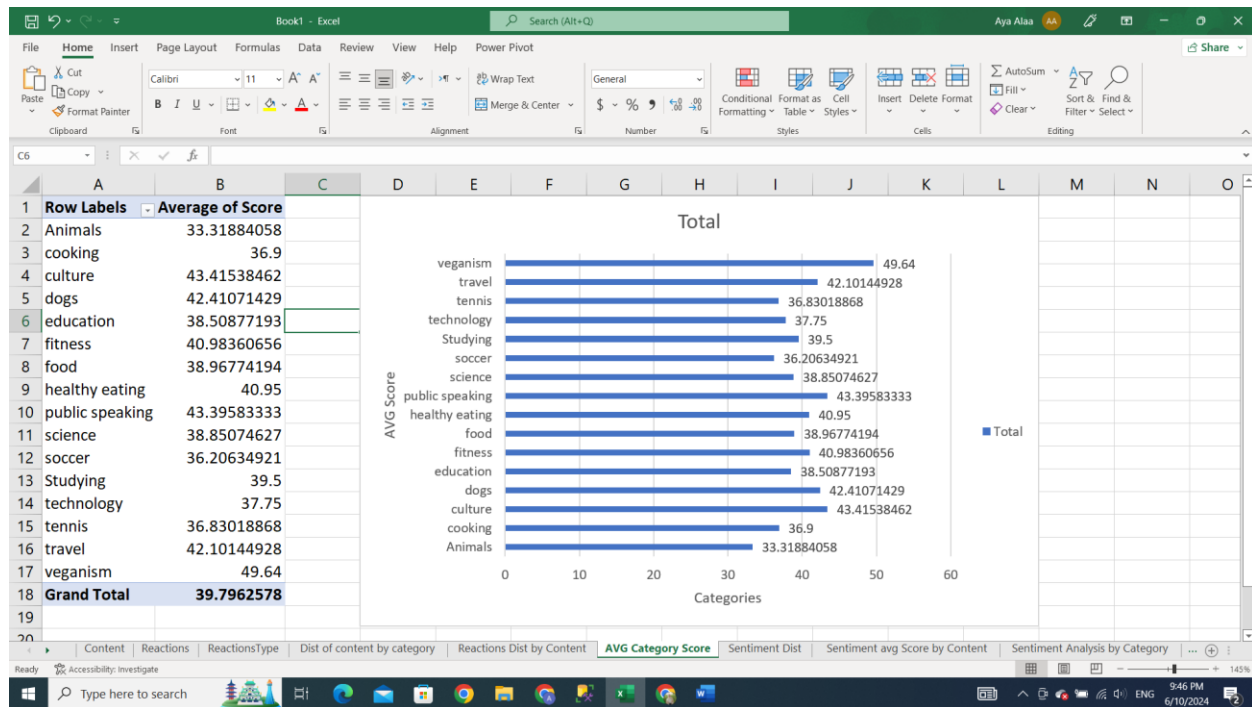 Book1 - Excel
Search (Alt+Q)
Aya Alaa AA
File Home Insert Page Layout Formulas Data Review View Help Power Pivot Share
Paste
Cut
Copy
Format Painter
Calibri 11 A^ A˅
B I U A
Wrap Text
Merge & Center
General
$ % 9
Conditional Formatting
Format as Table
Cell Styles
Insert Delete Format
AutoSum
Fill
Clear
Sort & Filter
Find & Select
Clipboard Font Alignment Number Styles Cells Editing
C6 fx
A B C D E F G H I J K L M N O
1 Row Labels Average of Score
2 Animals 33.31884058
3 cooking 36.9
4 culture 43.41538462
5 dogs 42.41071429
6 education 38.50877193
7 fitness 40.98360656
8 food 38.96774194
9 healthy eating 40.95
10 public speaking 43.39583333
11 science 38.85074627
12 soccer 36.20634921
13 Studying 39.5
14 technology 37.75
15 tennis 36.83018868
16 travel 42.10144928
17 veganism 49.64
18 Grand Total 39.7962578
19
20
Total
veganism 49.64
travel 42.10144928
tennis 36.83018868
technology 37.75
Studying 39.5
soccer 36.20634921
science 38.85074627
public speaking 43.39583333
healthy eating 40.95
food 38.96774194
fitness 40.98360656
education 38.50877193
dogs 42.41071429
culture 43.41538462
cooking 36.9
Animals 33.31884058
AVG Score
0 10 20 30 40 50 60
Categories
Total
Content Reactions ReactionsType Dist of content by category Reactions Dist by Content AVG Category Score Sentiment Dist Sentiment avg Score by Content Sentiment Analysis by Category ...
Ready Accessibility: Investigate 145%
Type here to search
ENG
9:46 PM
6/10/2024
2